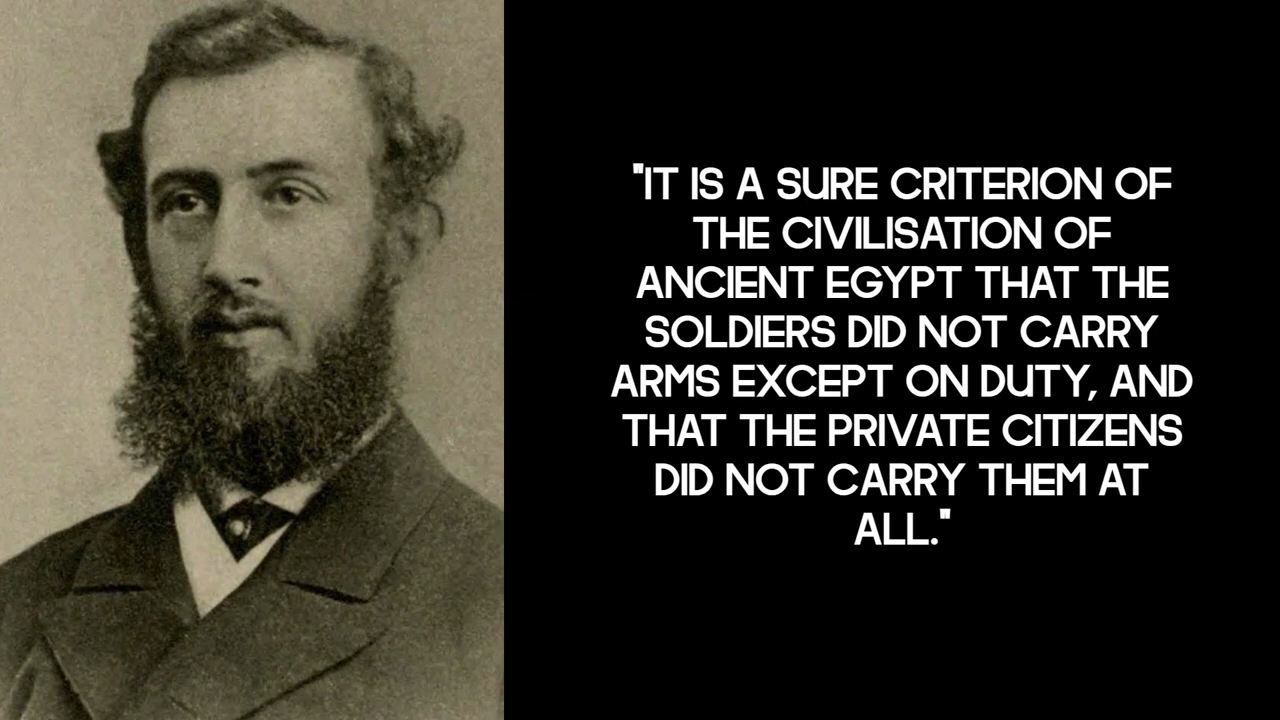 "IT IS A SURE CRITERION OF
THE CIVILISATION OF
ANCIENT EGYPT THAT THE
SOLDIERS DID NOT CARRY
ARMS EXCEPT ON DUTY, AND
THAT THE PRIVATE CITIZENS
DID NOT CARRY THEM AT
ALL."